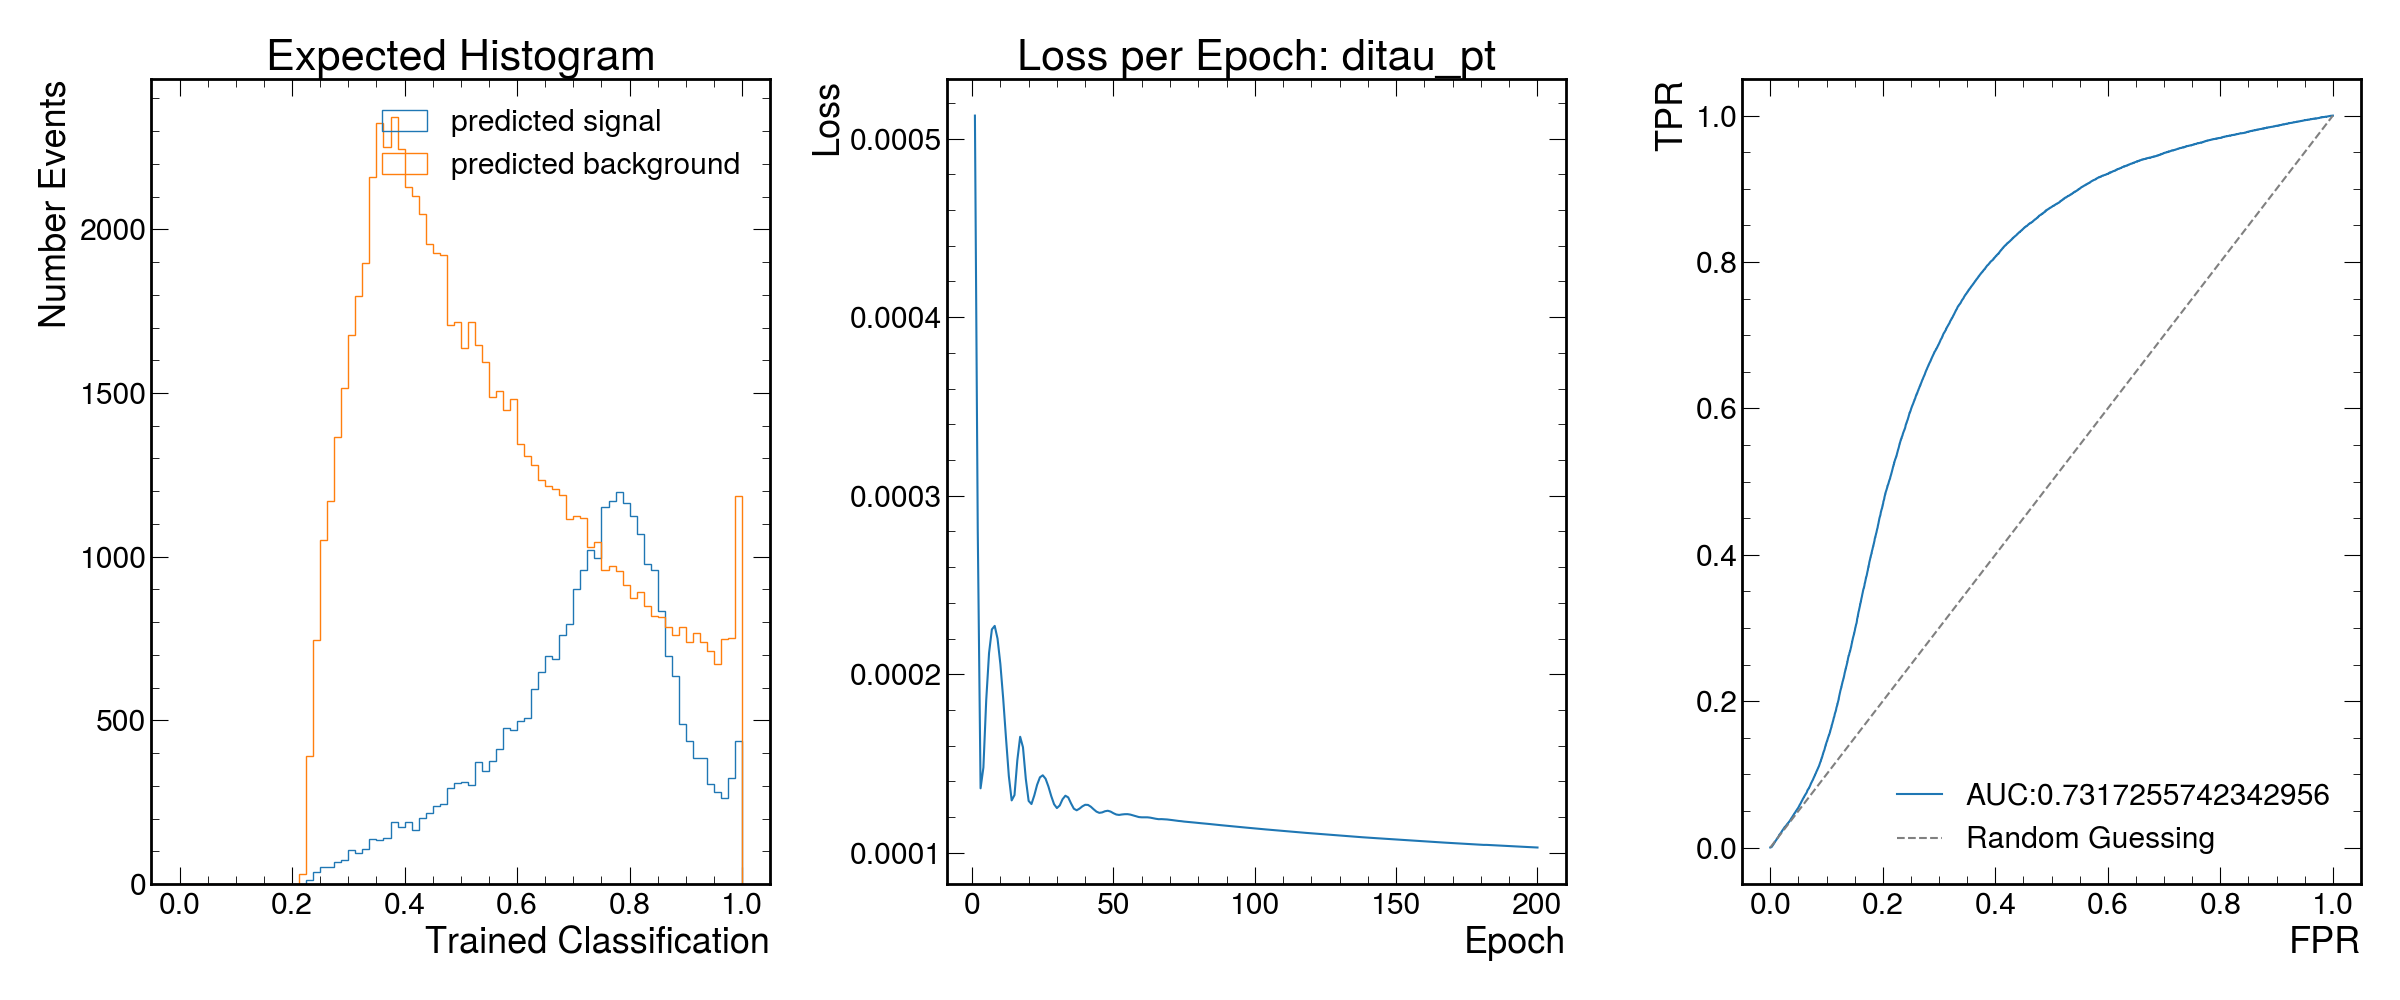 Expected Histogram
Number Events
predicted signal
predicted background
2000
1500
1000
500
0
0.0 0.2 0.4 0.6 0.8 1.0
Trained Classification
Loss per Epoch: ditau_pt
Loss
0.0005
0.0004
0.0003
0.0002
0.0001
0 50 100 150 200
Epoch
TPR
1.0
0.8
0.6
0.4
0.2
0.0
AUC:0.7317255742342956
Random Guessing
0.0 0.2 0.4 0.6 0.8 1.0
FPR